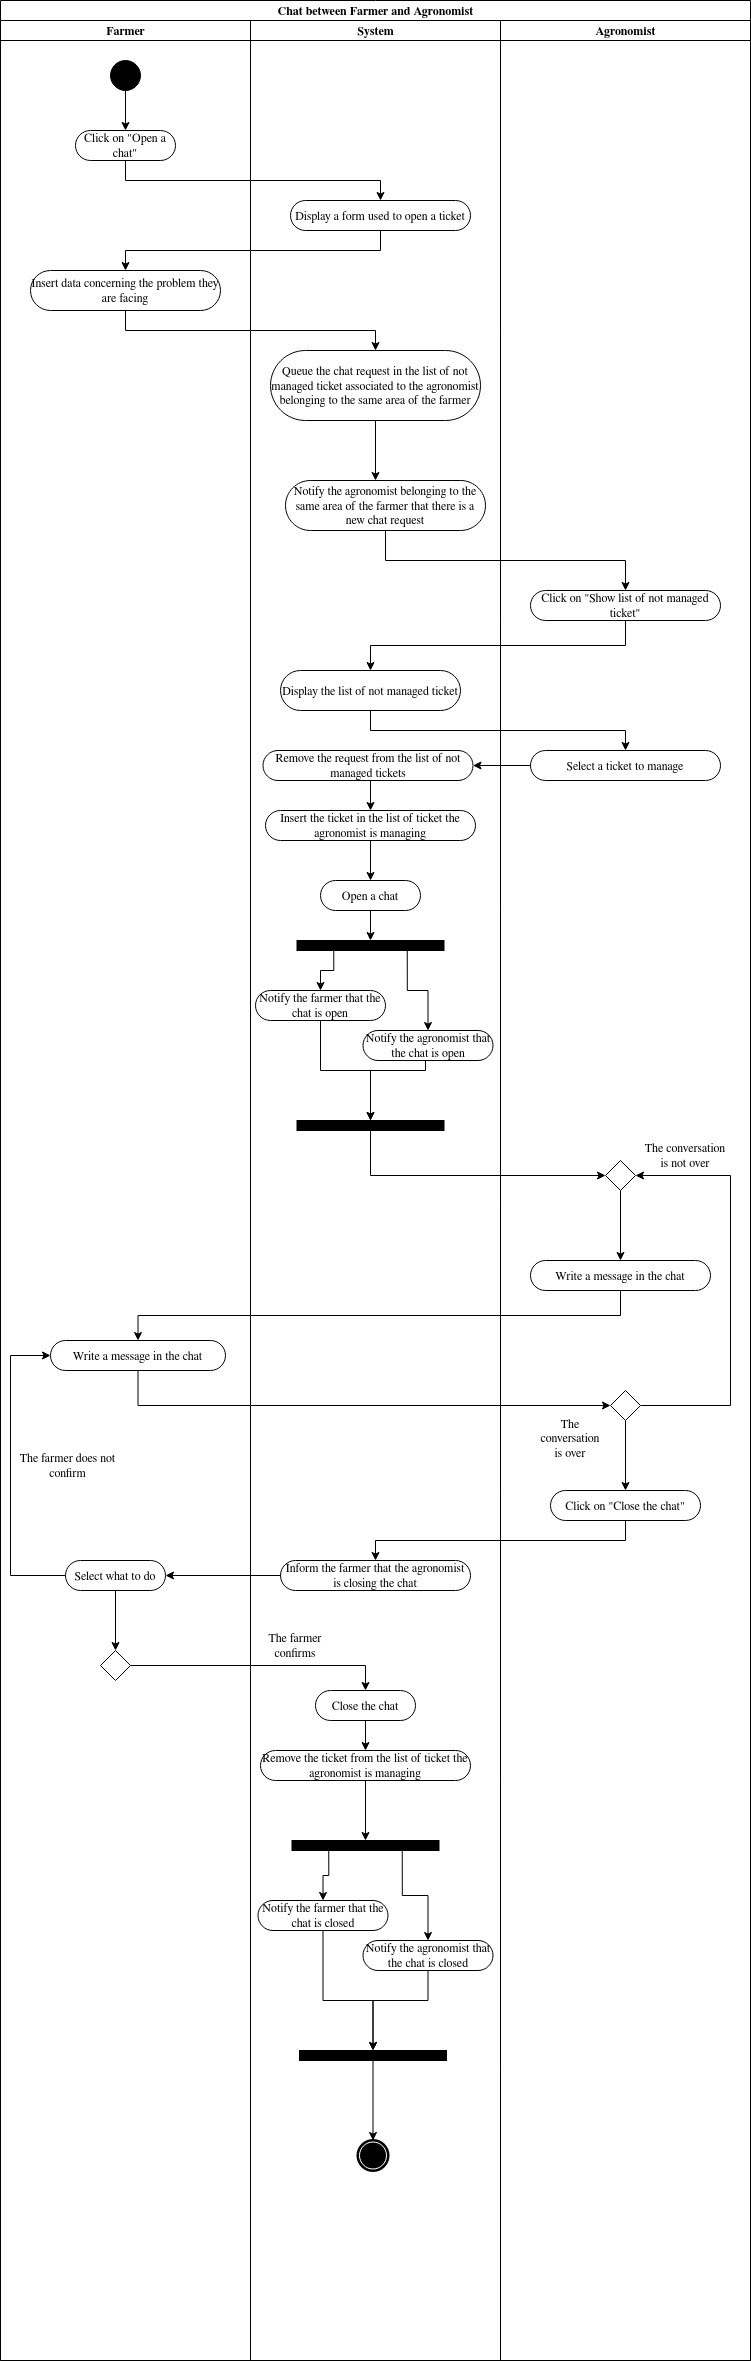 Chat between Farmer and Agronomist
Farmer
System
Agronomist
Click on "Open a
chat"
Display a form used to open a ticket
Insert data concerning the problem they
are facing
Queue the chat request in the list of not
managed ticket associated to the agronomist
belonging to the same area of the farmer
Notify the agronomist belonging to the
same area of the farmer that there is a
new chat request
Click on "Show list of not managed
ticket"
Display the list of not managed ticket
Remove the request from the list of not
managed tickets
Select a ticket to manage
Insert the ticket in the list of ticket the
agronomist is managing
Open a chat
Notify the farmer that the
chat is open
Notify the agronomist that
the chat is open
The conversation
is not over
Write a message in the chat
Write a message in the chat
The
conversation
is over
The farmer does not
confirm
Click on "Close the chat"
Inform the farmer that the agronomist
is closing the chat
Select what to do
The farmer
confirms
Close the chat
Remove the ticket from the list of ticket the
agronomist is managing
Notify the farmer that the
chat is closed
Notify the agronomist that
the chat is closed